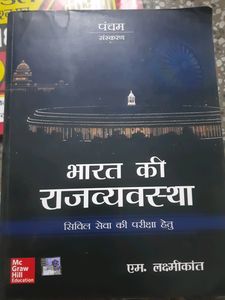 पंचम
संस्करण
भारत की
राजव्यवस्था
सिविल सेवा की परीक्षा हेतु
एम. लक्ष्मीकांत
Mc
Graw
Hill
Education